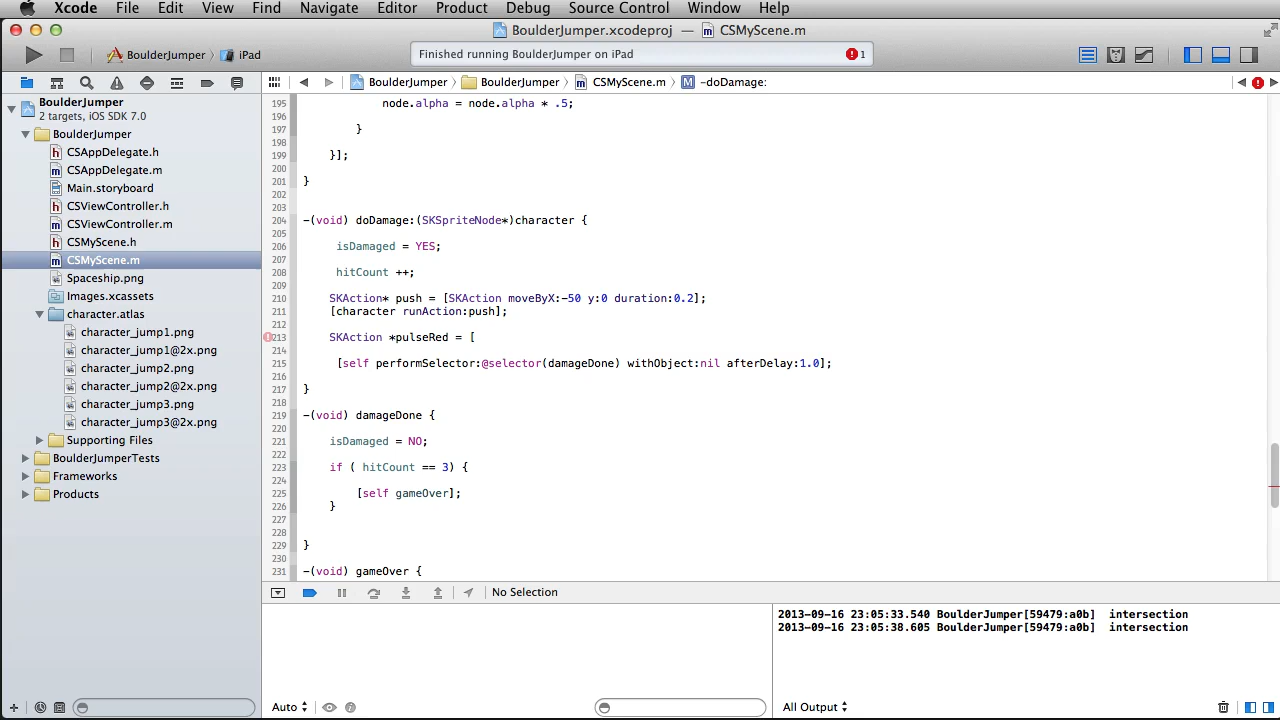 Xcode File Edit View Find Navigate Editor Product Debug Source Control Window Help
BoulderJumper.xcodeproj — CSMyScene.m
BoulderJumper iPad
Finished running BoulderJumper on iPad 1
BoulderJumper BoulderJumper CSMyScene.m M -doDamage:
BoulderJumper
2 targets, iOS SDK 7.0
BoulderJumper
h CSAppDelegate.h
m CSAppDelegate.m
Main.storyboard
h CSViewController.h
m CSViewController.m
h CSMyScene.h
m CSMyScene.m
Spaceship.png
Images.xcassets
character.atlas
character_jump1.png
character_jump1@2x.png
character_jump2.png
character_jump2@2x.png
character_jump3.png
character_jump3@2x.png
Supporting Files
BoulderJumperTests
Frameworks
Products
195 node.alpha = node.alpha * .5;
196
197 }
198
199 }];
200
201 }
202
203
204 -(void) doDamage:(SKSpriteNode*)character {
205
206 isDamaged = YES;
207
208 hitCount ++;
209
210 SKAction* push = [SKAction moveByX:-50 y:0 duration:0.2];
211 [character runAction:push];
212
213 SKAction *pulseRed = [
214
215 [self performSelector:@selector(damageDone) withObject:nil afterDelay:1.0];
216
217 }
218
219 -(void) damageDone {
220
221 isDamaged = NO;
222
223 if ( hitCount == 3) {
224
225 [self gameOver];
226 }
227
228
229 }
230
231 -(void) gameOver {
No Selection
2013-09-16 23:05:33.540 BoulderJumper[59479:a0b] intersection
2013-09-16 23:05:38.605 BoulderJumper[59479:a0b] intersection
Auto
All Output